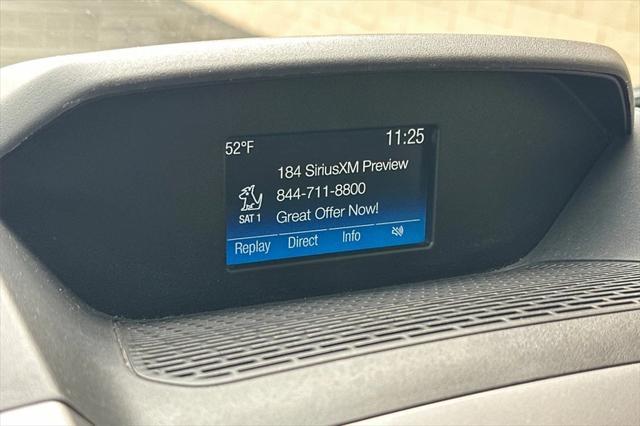 52°F 11:25
184 SiriusXM Preview
844-711-8800
SAT 1
Great Offer Now!
Replay Direct Info